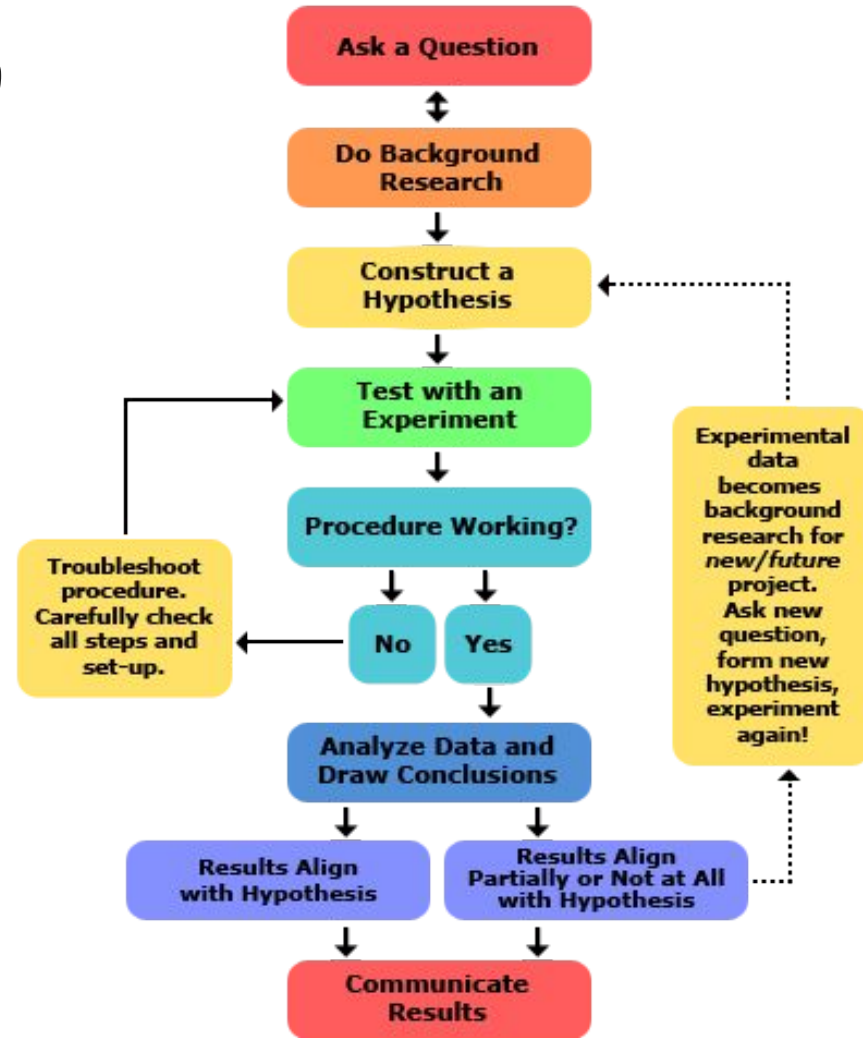 Ask a Question
Do Background
Research
Construct a
Hypothesis
Test with an
Experiment
Procedure Working?
Troubleshoot
procedure.
Carefully check
all steps and
set-up.
No
Yes
Experimental
data
becomes
background
research for
new/future
project.
Ask new
question,
form new
hypothesis,
experiment
again!
Analyze Data and
Draw Conclusions
Results Align
with Hypothesis
Results Align
Partially or Not at All
with Hypothesis
Communicate
Results